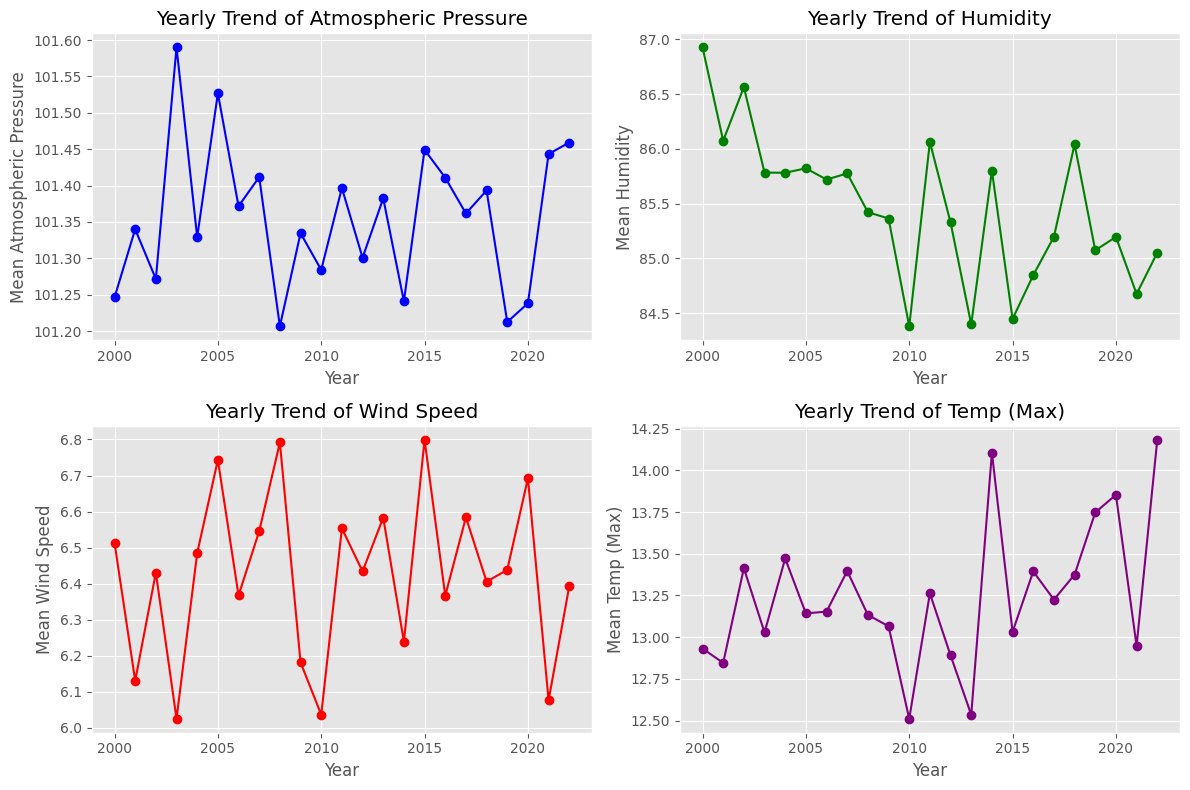 Yearly Trend of Atmospheric Pressure
Mean Atmospheric Pressure
101.60
101.55
101.50
101.45
101.40
101.35
101.30
101.25
101.20
2000 2005 2010 2015 2020
Year
Yearly Trend of Humidity
Mean Humidity
87.0
86.5
86.0
85.5
85.0
84.5
2000 2005 2010 2015 2020
Year
Yearly Trend of Wind Speed
Mean Wind Speed
6.8
6.7
6.6
6.5
6.4
6.3
6.2
6.1
6.0
2000 2005 2010 2015 2020
Year
Yearly Trend of Temp (Max)
Mean Temp (Max)
14.25
14.00
13.75
13.50
13.25
13.00
12.75
12.50
2000 2005 2010 2015 2020
Year